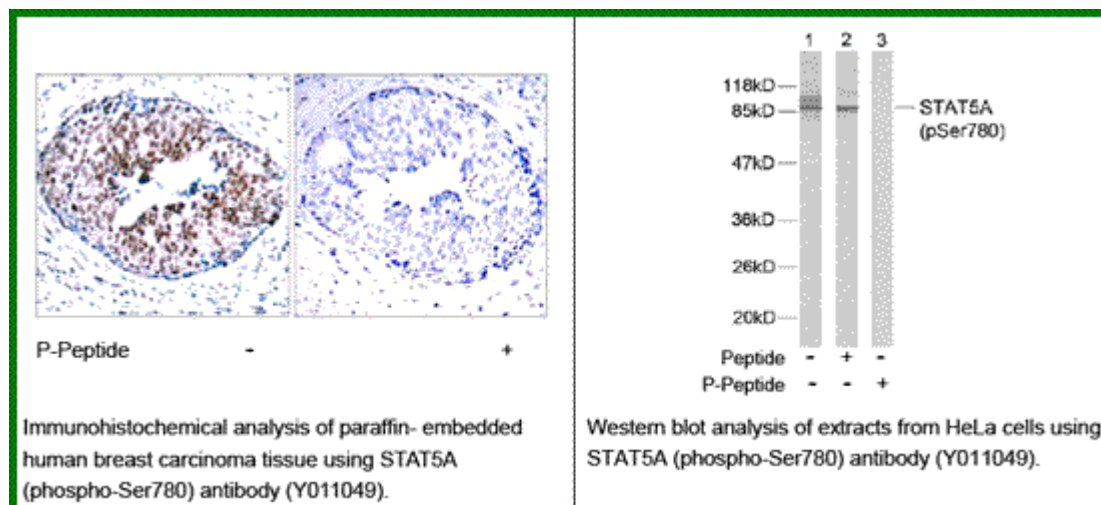 P-Peptide - +
Immunohistochemical analysis of paraffin- embedded
human breast carcinoma tissue using STAT5A
(phospho-Ser780) antibody (Y011049).
1 2 3
118kD
85kD
STAT5A
(pSer780)
47kD
36kD
26kD
20kD
Peptide - + -
P-Peptide - - +
Western blot analysis of extracts from HeLa cells using
STAT5A (phospho-Ser780) antibody (Y011049).